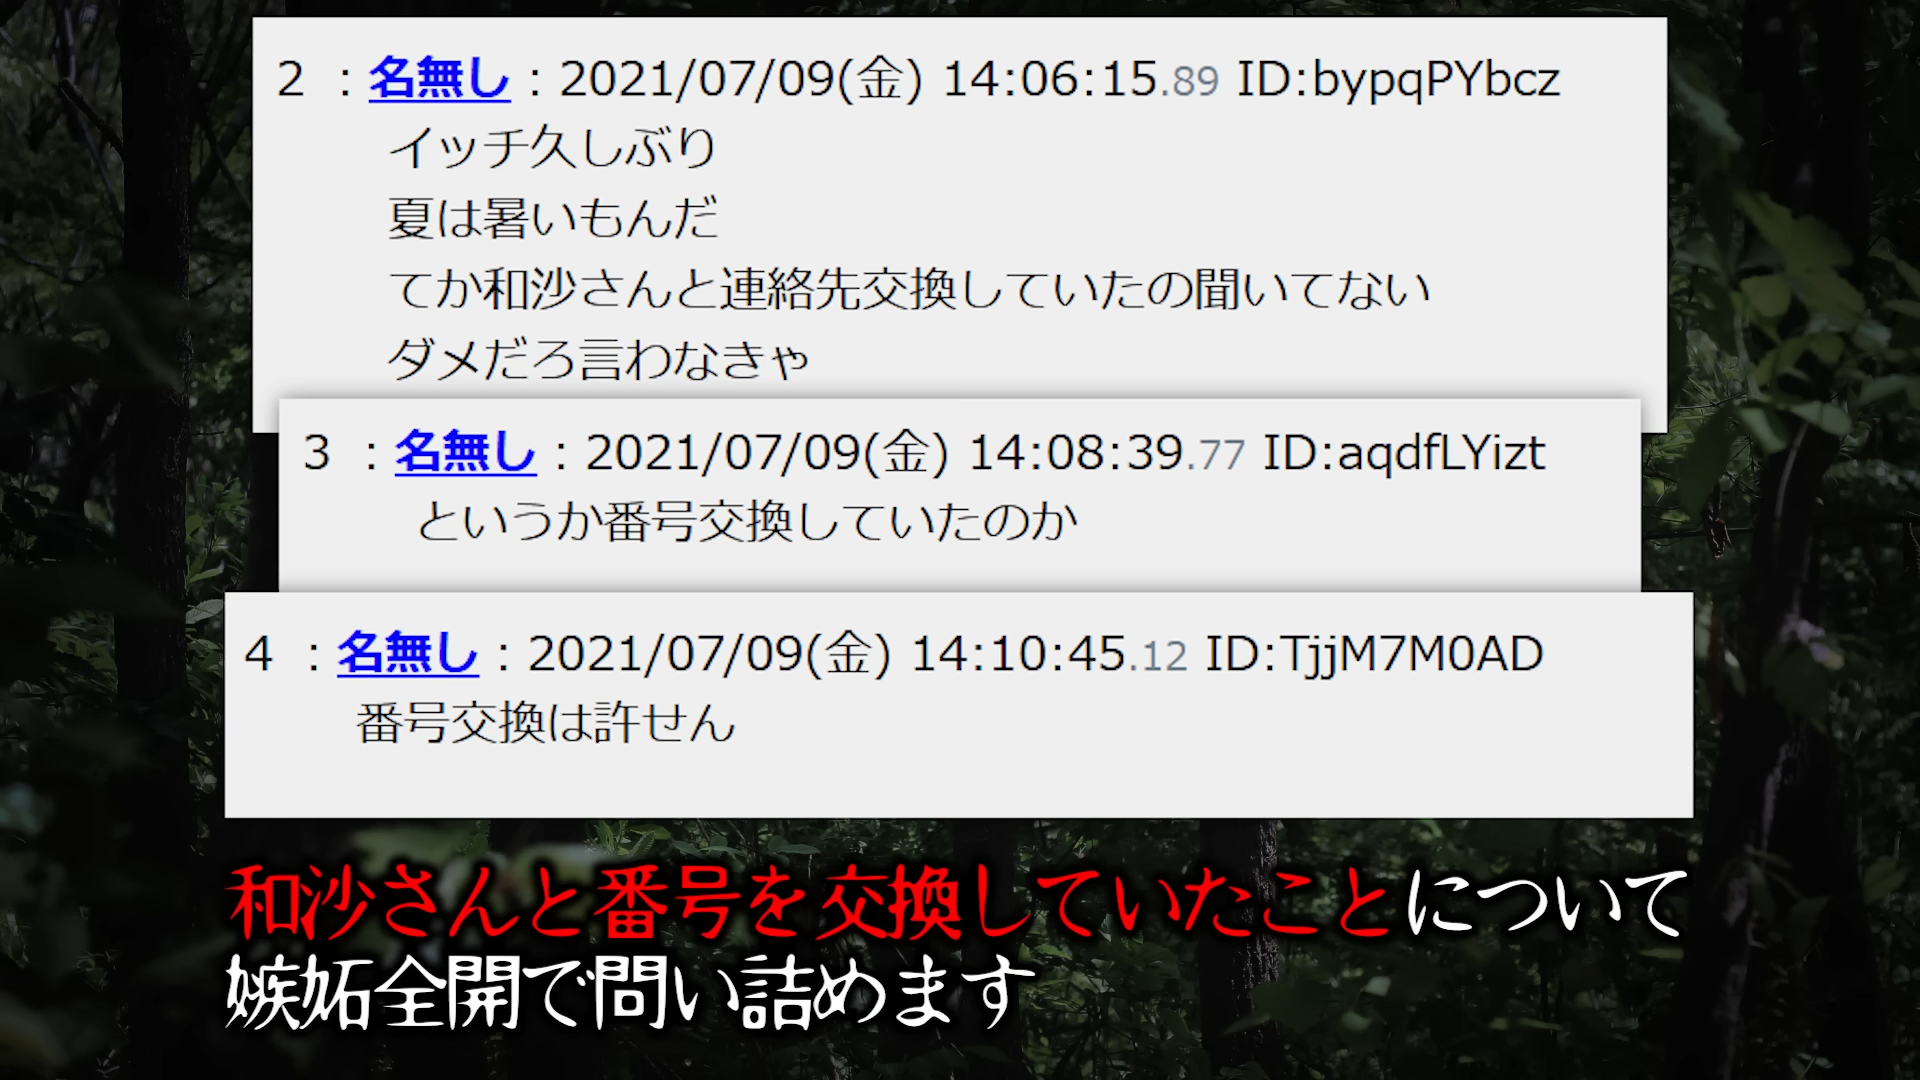 2 ：名無し：2021/07/09(金) 14:06:15.89 ID:bypqPYbcz
イッチ久しぶり
夏は暑いもんだ
てか和沙さんと連絡先交換していたの聞いてない
ダメだろ言わなきゃ
3 ：名無し：2021/07/09(金) 14:08:39.77 ID:aqdfLYizt
というか番号交換していたのか
4 ：名無し：2021/07/09(金) 14:10:45.12 ID:TjjM7M0AD
番号交換は許せん
和沙さんと番号を交換していたことについて
嫉妬全開で問い詰めます